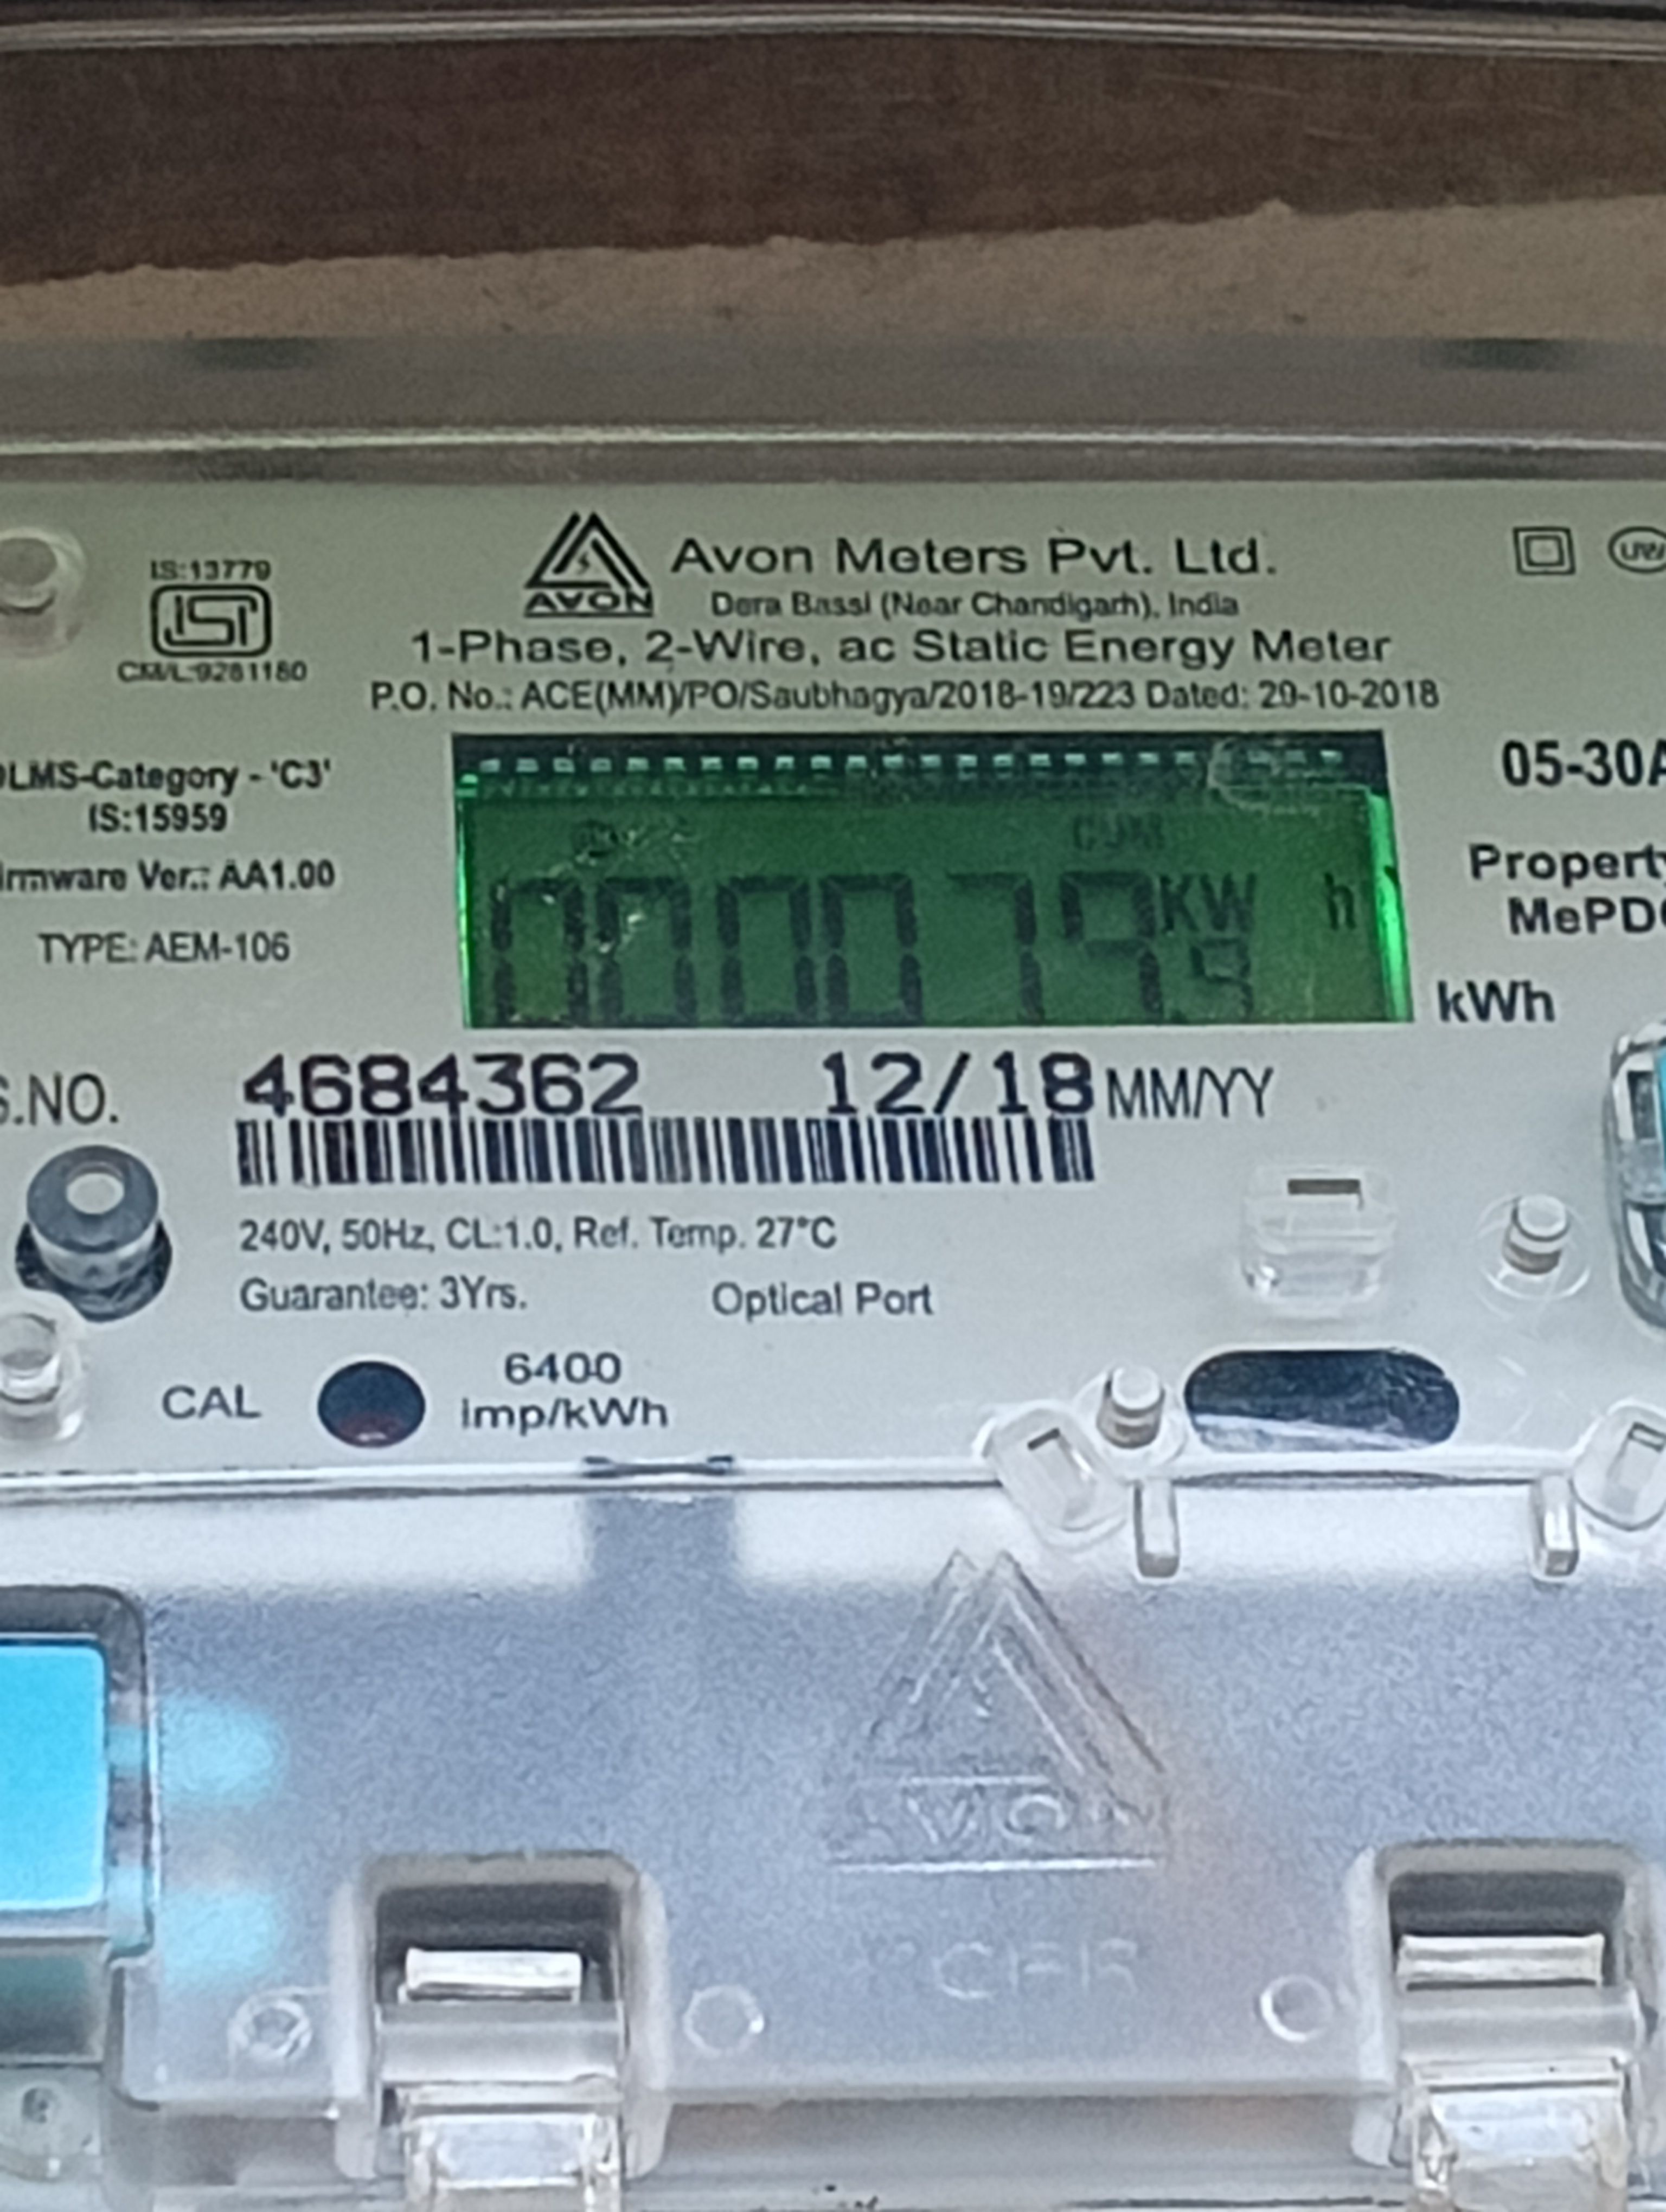 IS:13779
ISI
CM/L:9281180
AVON
Avon Meters Pvt. Ltd.
Dera Bassi (Near Chandigarh), India
1-Phase, 2-Wire, ac Static Energy Meter
P.O. No.: ACE(MM)/PO/Saubhagya/2018-19/223 Dated: 29-10-2018
LMS-Category - 'C3'
IS:15959
irmware Ver.: AA1.00
TYPE: AEM-106
CUM
000079 KW h
9
05-30A
Property
MePD
kWh
S.NO. 4684362 12/18 MM/YY
240V, 50Hz, CL:1.0, Ref. Temp. 27°C
Guarantee: 3Yrs. Optical Port
CAL
6400
imp/kWh
AVON